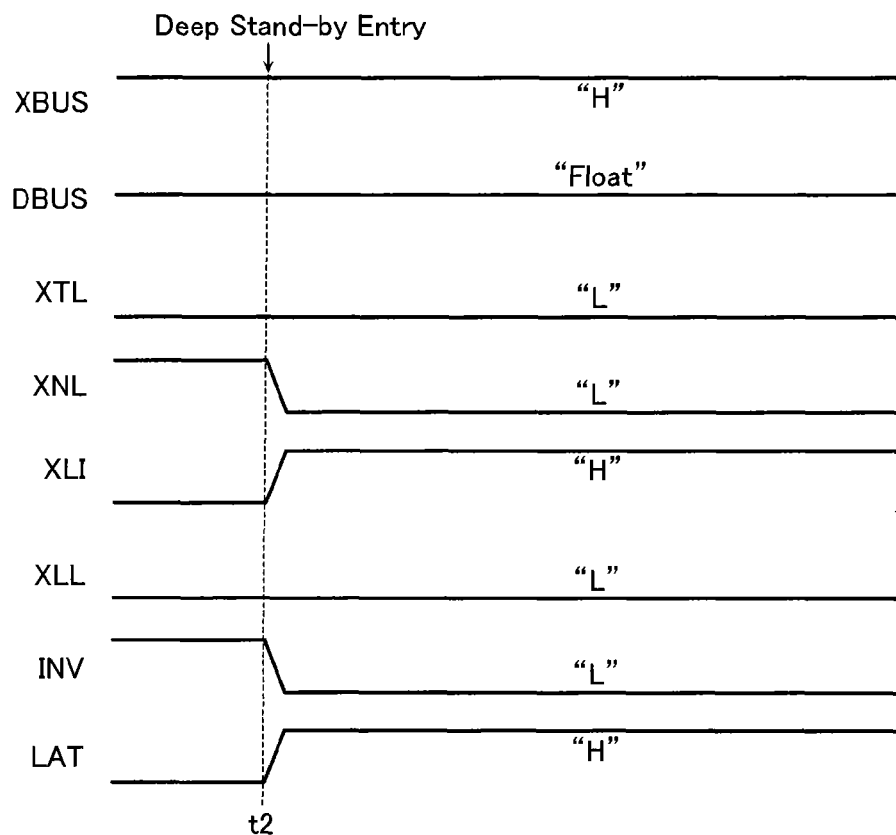 Deep Stand-by Entry
XBUS “H”
DBUS “Float”
XTL “L”
XNL “L”
XLI “H”
XLL “L”
INV “L”
LAT “H”
t2